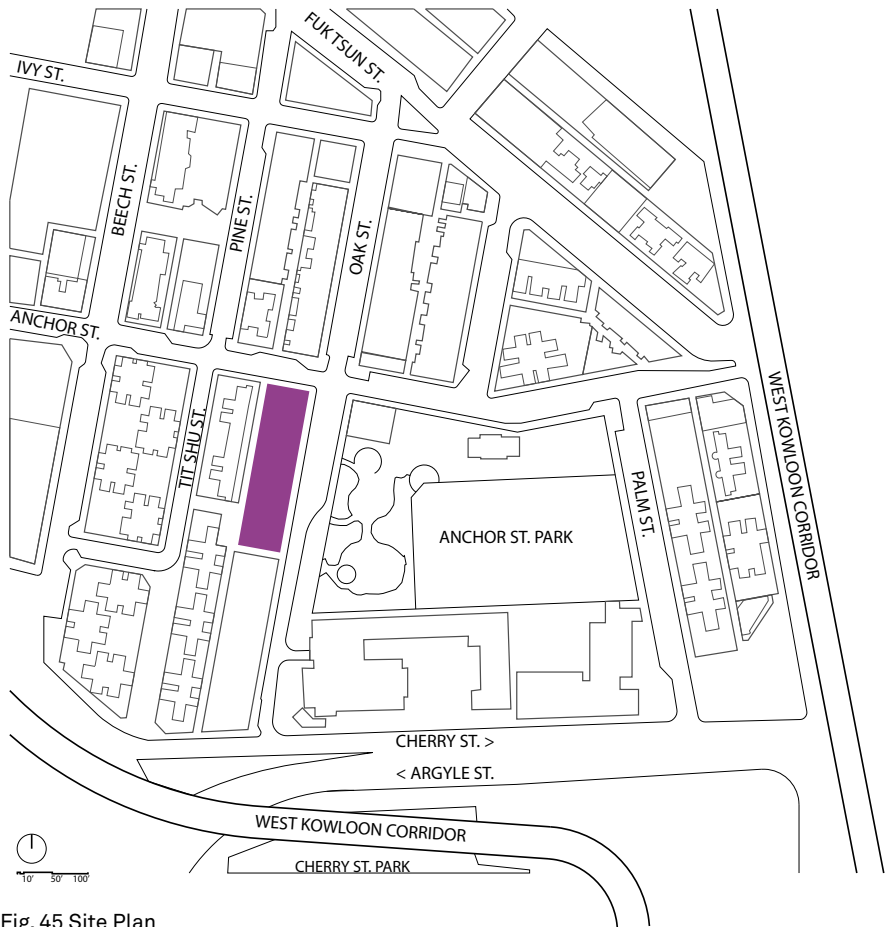 FUK TSUN ST.
IVY ST.
BEECH ST.
PINE ST.
OAK ST.
ANCHOR ST.
TIT SHU ST.
ANCHOR ST. PARK
PALM ST.
WEST KOWLOON CORRIDOR
CHERRY ST. >
< ARGYLE ST.
WEST KOWLOON CORRIDOR
CHERRY ST. PARK
10' 50' 100'
Fig. 45 Site Plan